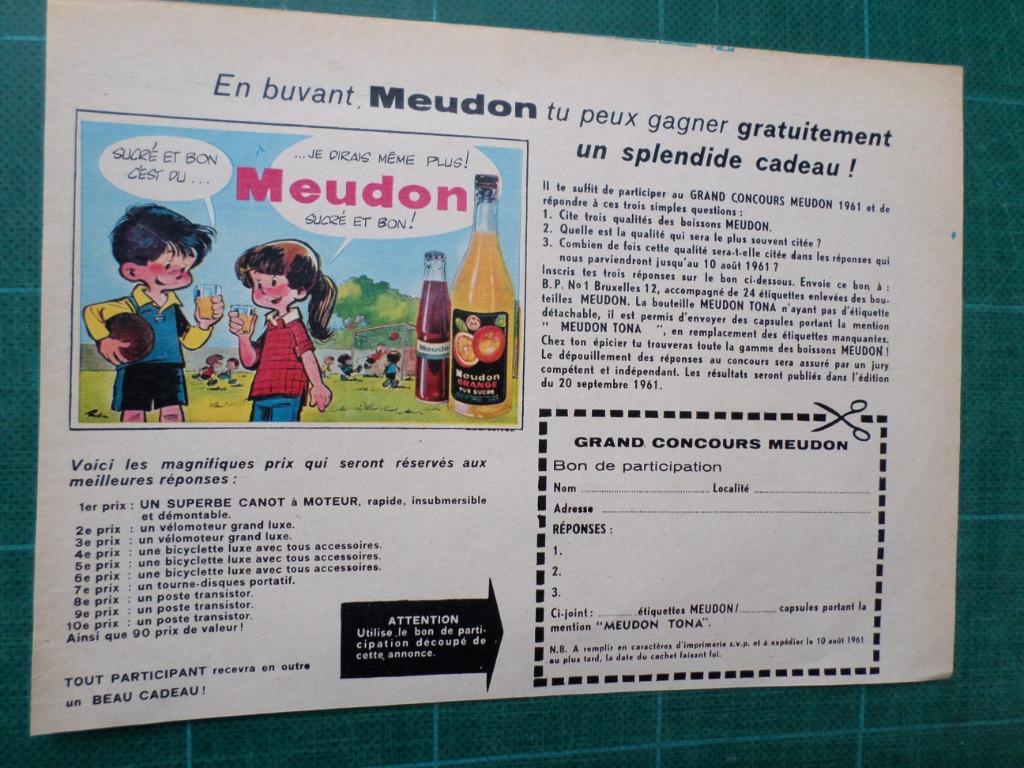 En buvant, Meudon tu peux gagner gratuitement
un splendide cadeau !
SUCRÉ ET BON
C'EST DU ...
...JE DIRAIS MÊME PLUS!
Meudon
SUCRÉ ET BON!
Meudon
Meudon
ORANGE
PUR SUCRE
Il te suffit de participer au GRAND CONCOURS MEUDON 1961 et de
répondre à ces trois simples questions :
1. Cite trois qualités des boissons MEUDON.
2. Quelle est la qualité qui sera le plus souvent citée ?
3. Combien de fois cette qualité sera-t-elle citée dans les réponses qui
nous parviendront jusqu'au 10 août 1961 ?
Inscris tes trois réponses sur le bon ci-dessous. Envoie ce bon à :
B.P. No 1 Bruxelles 12, accompagné de 24 étiquettes enlevées des bou-
teilles MEUDON. La bouteille MEUDON TONA n'ayant pas d'étiquette
détachable, il est permis d'envoyer des capsules portant la mention
" MEUDON TONA ", en remplacement des étiquettes manquantes.
Chez ton épicier tu trouveras toute la gamme des boissons MEUDON !
Le dépouillement des réponses au concours sera assuré par un jury
compétent et indépendant. Les résultats seront publiés dans l'édition
du 20 septembre 1961.
Voici les magnifiques prix qui seront réservés aux
meilleures réponses :
1er prix : UN SUPERBE CANOT à MOTEUR, rapide, insubmersible
et démontable.
2e prix : un vélomoteur grand luxe.
3e prix : un vélomoteur grand luxe.
4e prix : une bicyclette luxe avec tous accessoires.
5e prix : une bicyclette luxe avec tous accessoires.
6e prix : une bicyclette luxe avec tous accessoires.
7e prix : un tourne-disques portatif.
8e prix : un poste transistor.
9e prix : un poste transistor.
10e prix : un poste transistor.
Ainsi que 90 prix de valeur !
TOUT PARTICIPANT recevra en outre
un BEAU CADEAU !
ATTENTION
Utilise le bon de parti-
cipation découpé de
cette annonce.
GRAND CONCOURS MEUDON
Bon de participation
Nom .......... Localité ..........
Adresse ..........
RÉPONSES :
1.
2.
3.
Ci-joint : ..........étiquettes MEUDON/.......... capsules portant la
mention "MEUDON TONA".
N.B. A remplir en caractères d'imprimerie s.v.p. et à expédier le 10 août 1961
au plus tard, la date du cachet faisant foi.